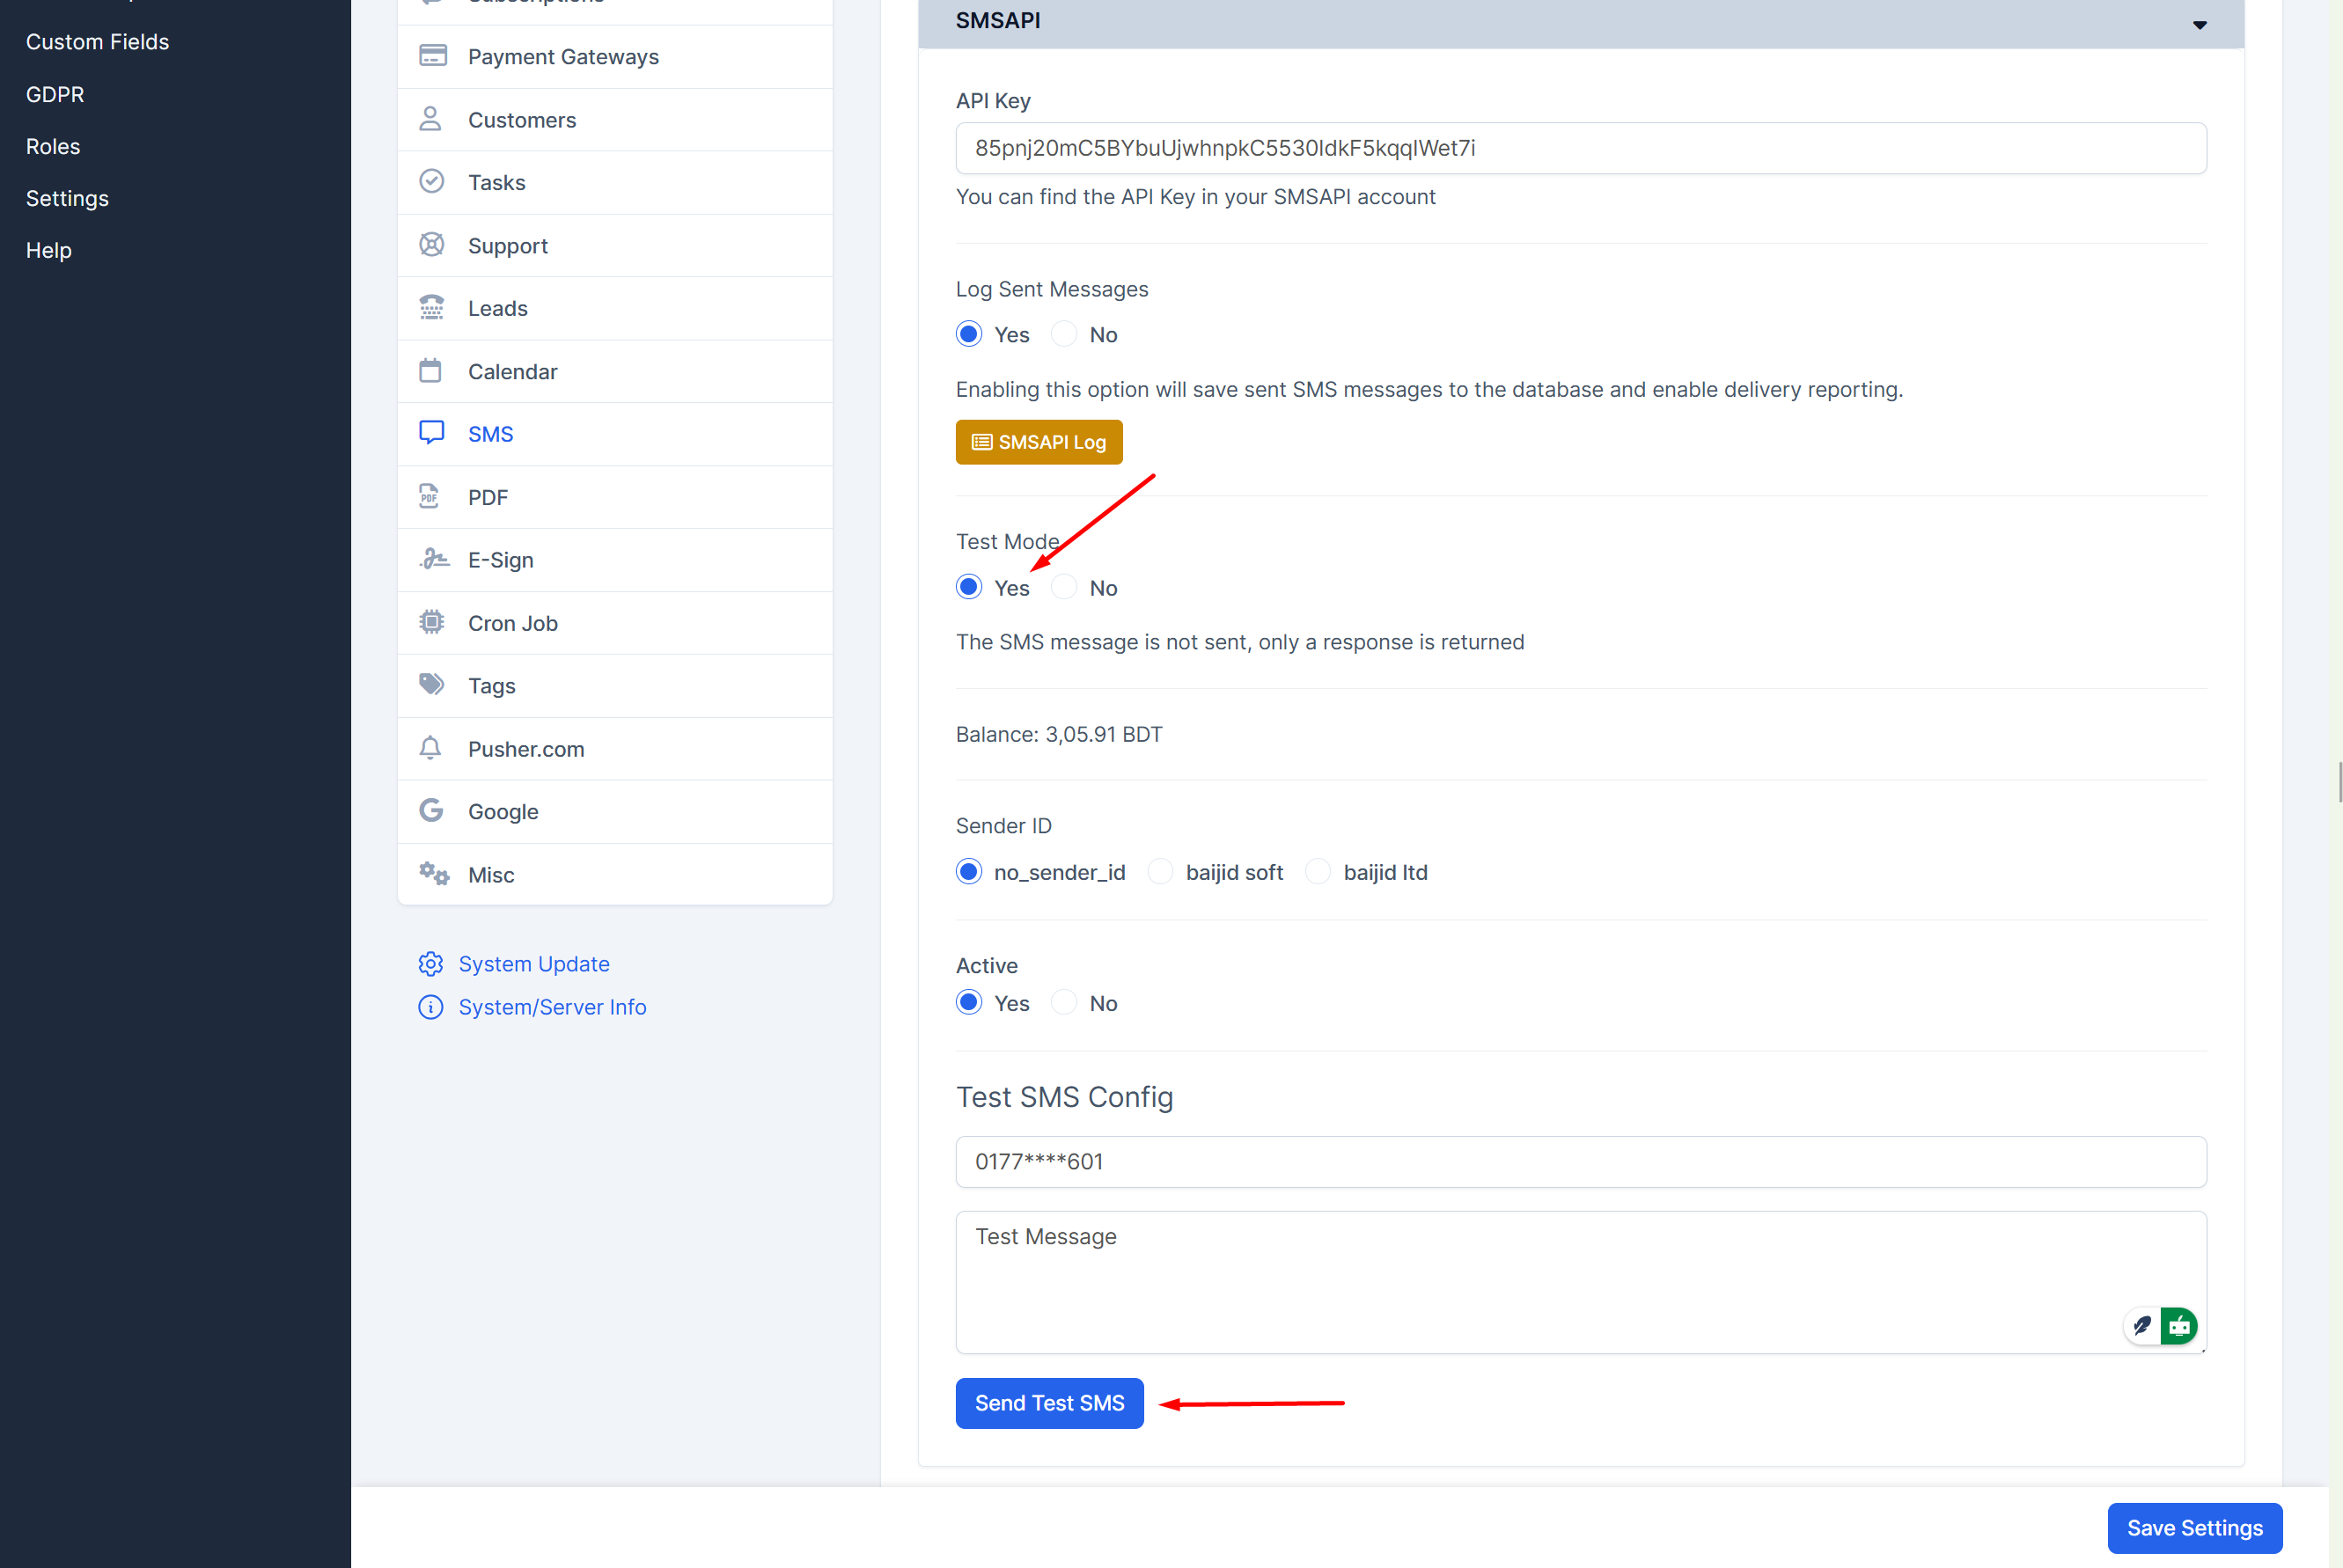 Custom Fields
GDPR
Roles
Settings
Help
Subscriptions
Payment Gateways
Customers
Tasks
Support
Leads
Calendar
SMS
PDF
E-Sign
Cron Job
Tags
Pusher.com
Google
Misc
System Update
System/Server Info
SMSAPI
API Key
85pnj20mC5BYbuUjwhnpkC5530IdkF5kqqlWet7i
You can find the API Key in your SMSAPI account
Log Sent Messages
Yes No
Enabling this option will save sent SMS messages to the database and enable delivery reporting.
SMSAPI Log
Test Mode
Yes No
The SMS message is not sent, only a response is returned
Balance: 3,05.91 BDT
Sender ID
no_sender_id baijid soft baijid ltd
Active
Yes No
Test SMS Config
0177****601
Test Message
Send Test SMS
Save Settings